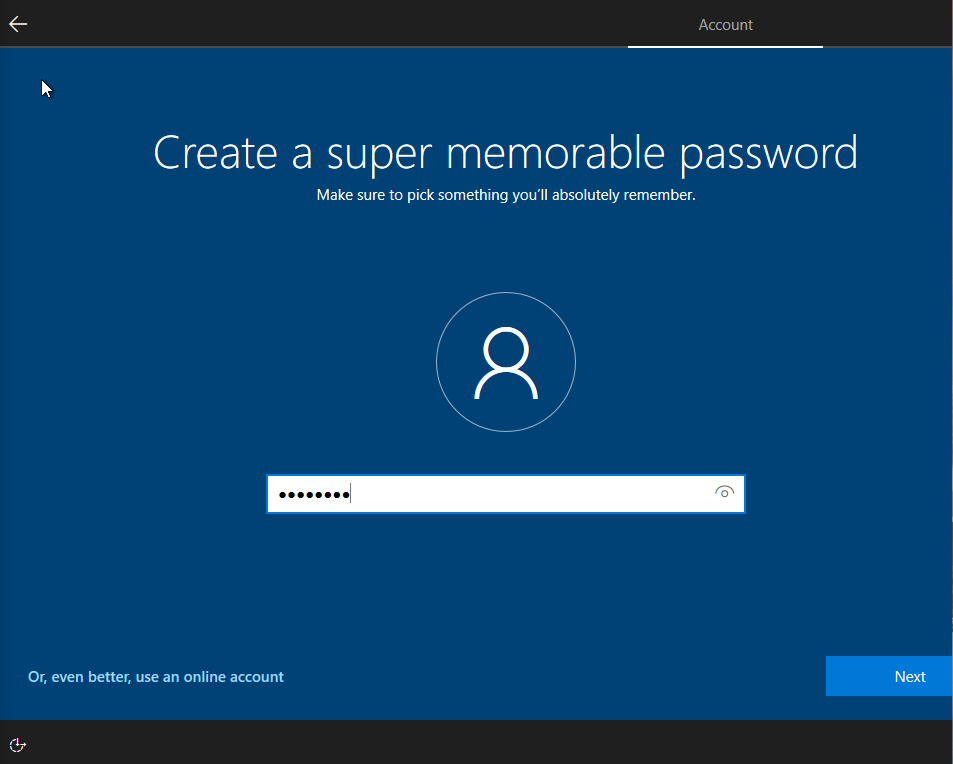 Account
Create a super memorable password
Make sure to pick something you'll absolutely remember.
••••••••
Or, even better, use an online account
Next